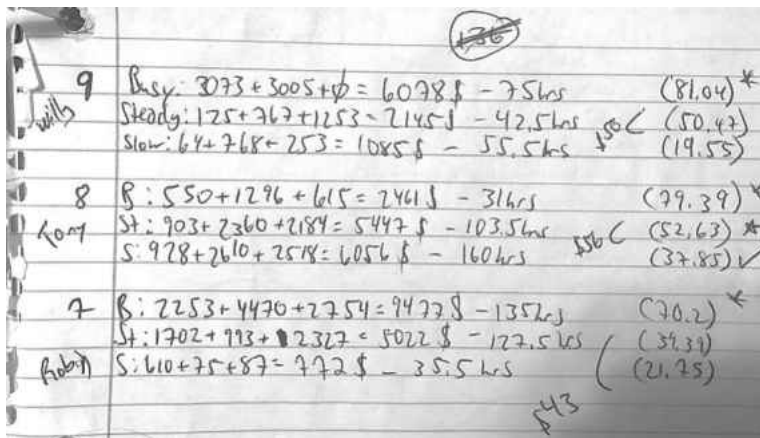 136
9 Busy: 3073+3005+ϕ = 6078$ - 75hrs (81.04)*
Wills Steady: 125+767+1253=2145$ - 42.5hrs $50< (50.47)
Slow: 64+768+253= 1085$ - 55.5hrs (19.55)
8 B: 550+1296+615=2461$ - 31hrs (79.39)*
Tom St: 903+2360+2184=5447$ - 103.5hrs $56< (52.63)*
S: 928+2610+2518=6056$ - 160hrs (37.85)✓
7 B: 2253+4470+2754=9477$ - 135hrs (70.2)*
St: 1702+993+2327=5022$ - 127.5hrs (39.39)
Robin S: 610+75+87=772$ - 35.5hrs (21.75)
$43